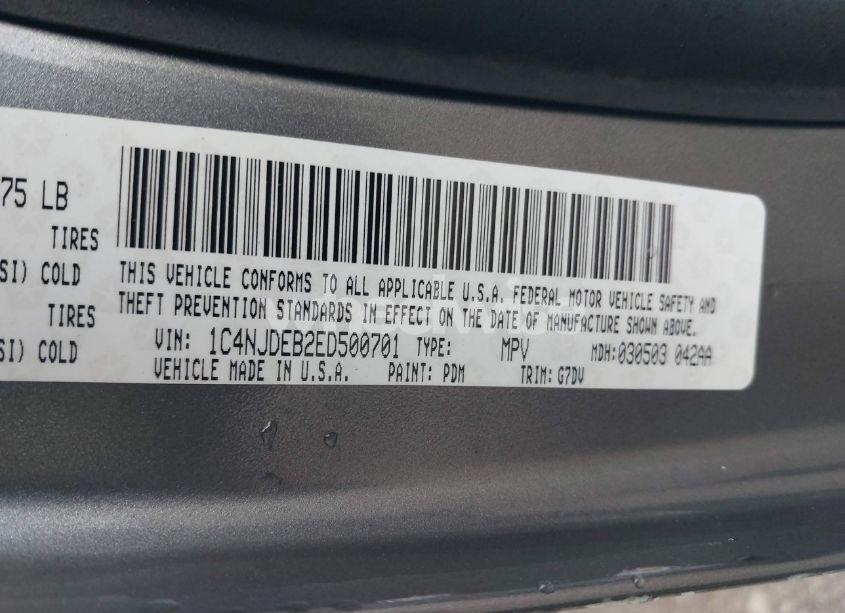 75 LB
TIRES
SI) COLD
TIRES
SI) COLD
THIS VEHICLE CONFORMS TO ALL APPLICABLE U.S.A. FEDERAL MOTOR VEHICLE SAFETY AND
THEFT PREVENTION STANDARDS IN EFFECT ON THE DATE OF MANUFACTURE SHOWN ABOVE.
VIN: 1C4NJDEB2ED500701 TYPE: MPV MDH:030503 042AA
VEHICLE MADE IN U.S.A. PAINT: PDM TRIM: G7DV